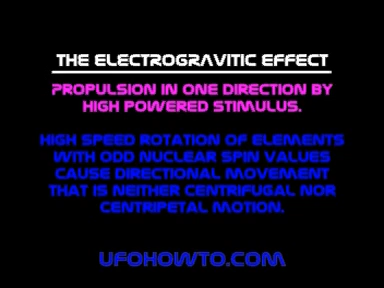 THE ELECTROGRAVITIC EFFECT
PROPULSION IN ONE DIRECTION BY
HIGH POWERED STIMULUS.
HIGH SPEED ROTATION OF ELEMENTS
WITH ODD NUCLEAR SPIN VALUES
CAUSE DIRECTIONAL MOVEMENT
THAT IS NEITHER CENTRIFUGAL NOR
CENTRIPETAL MOTION.
UFOHOWTO.COM